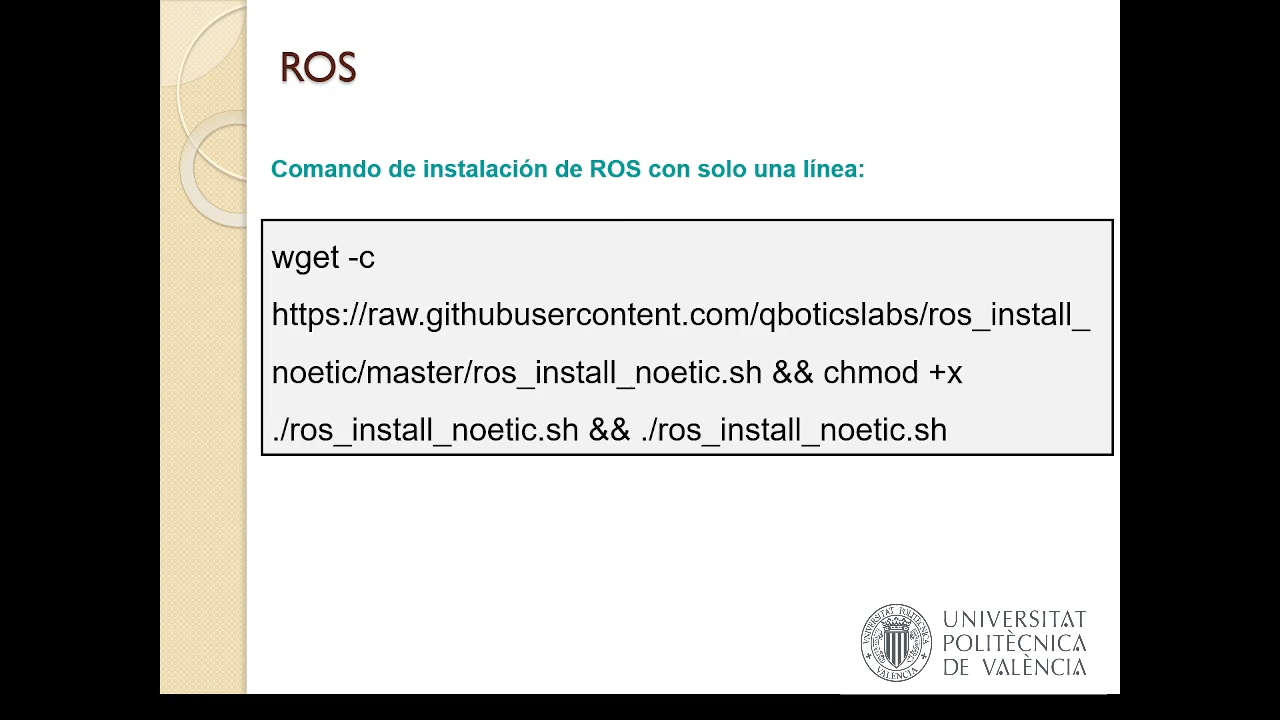 ROS
Comando de instalación de ROS con solo una línea:
wget -c
https://raw.githubusercontent.com/qboticslabs/ros_install_
noetic/master/ros_install_noetic.sh && chmod +x
./ros_install_noetic.sh && ./ros_install_noetic.sh
UNIVERSITAT
POLITÈCNICA
DE VALÈNCIA